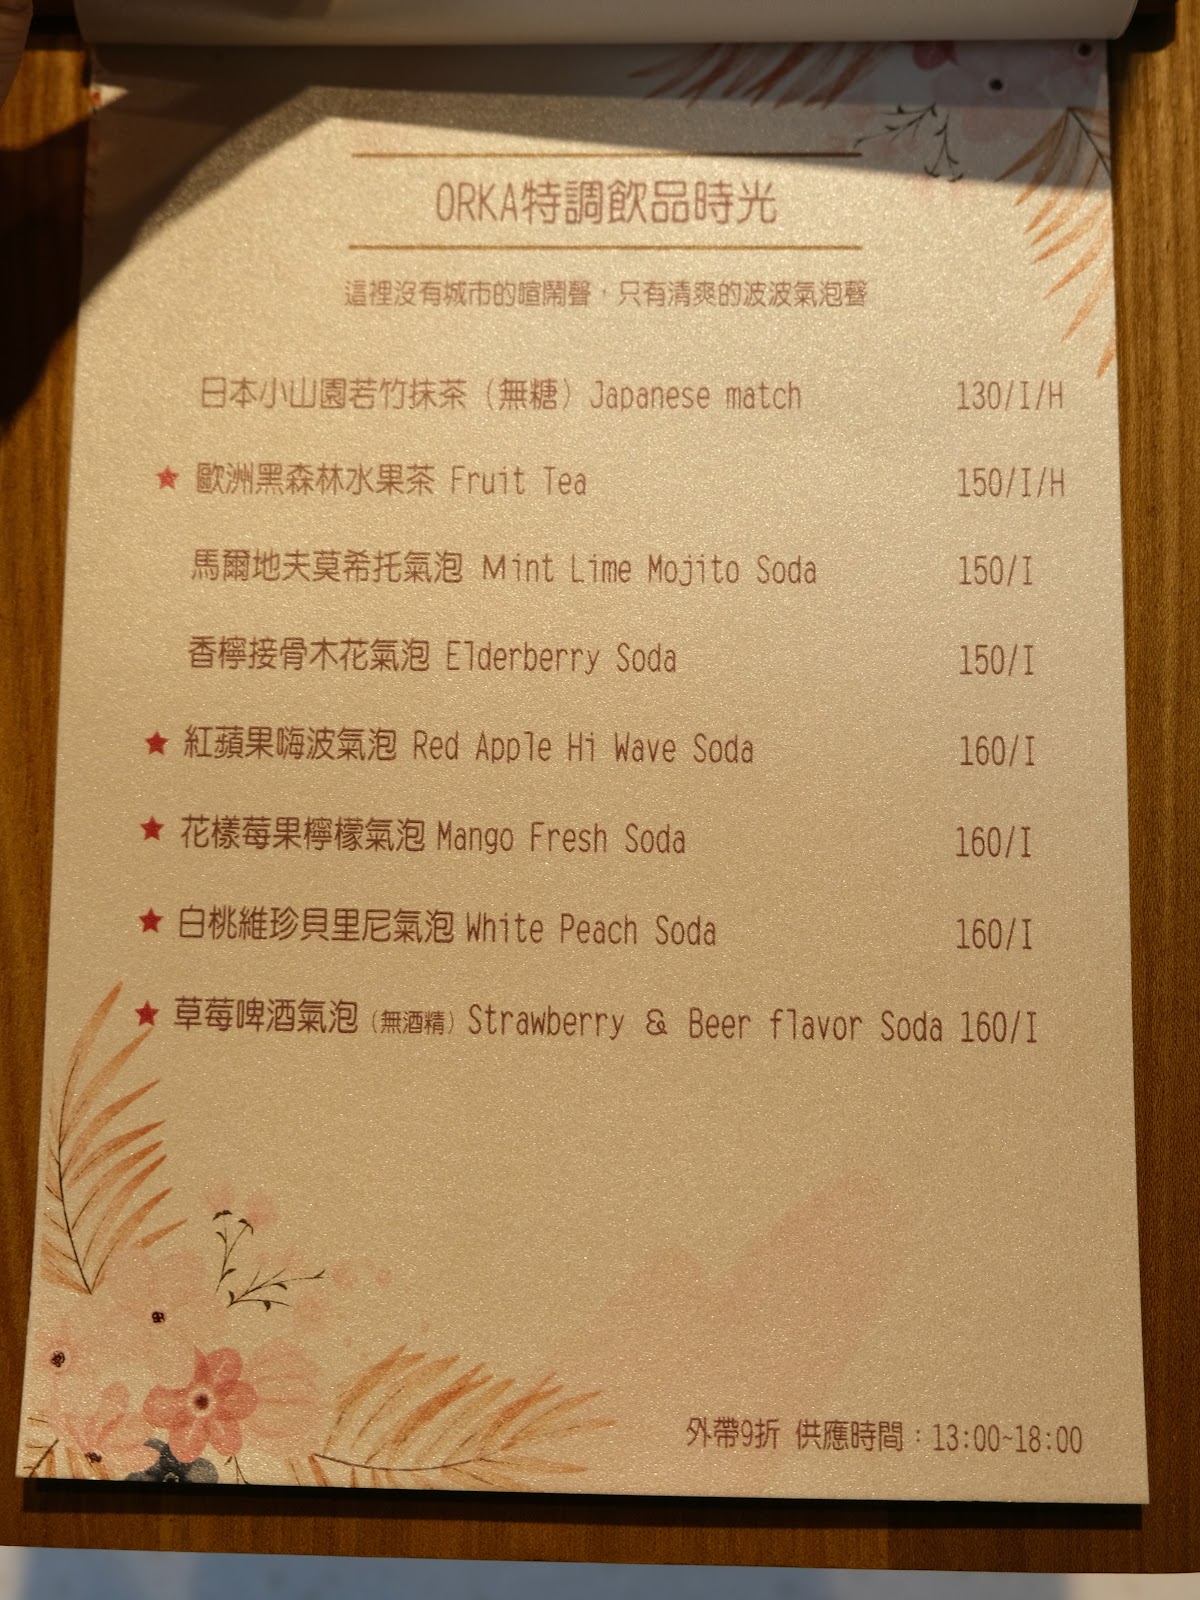 ORKA特調飲品時光
這裡沒有城市的喧鬧聲，只有清爽的波波氣泡聲
日本小山園若竹抹茶（無糖）Japanese match 130/I/H
★ 歐洲黑森林水果茶 Fruit Tea 150/I/H
馬爾地夫莫希托氣泡 Mint Lime Mojito Soda 150/I
香檸接骨木花氣泡 Elderberry Soda 150/I
★ 紅蘋果嗨波氣泡 Red Apple Hi Wave Soda 160/I
★ 花樣莓果檸檬氣泡 Mango Fresh Soda 160/I
★ 白桃維珍貝里尼氣泡 White Peach Soda 160/I
★ 草莓啤酒氣泡（無酒精）Strawberry & Beer flavor Soda 160/I
外帶9折 供應時間：13:00~18:00